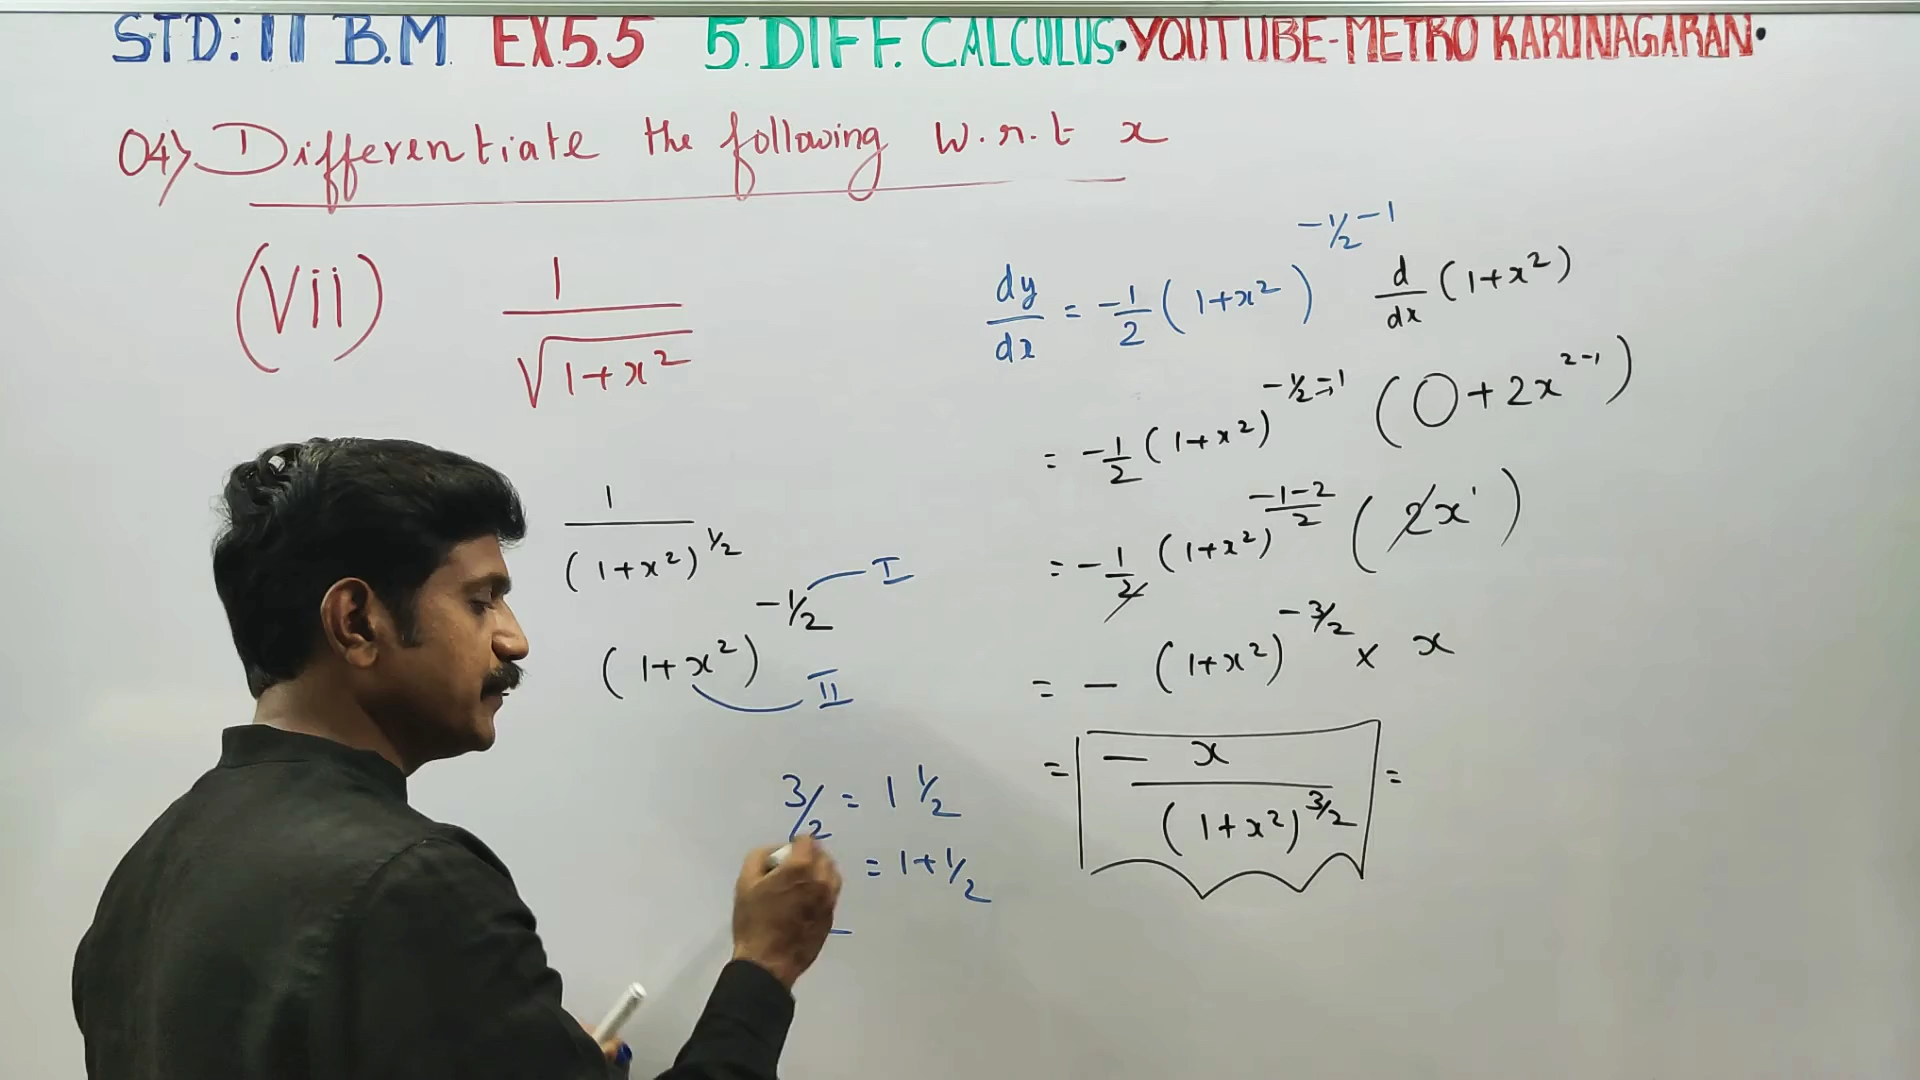 STD: 11 B.M. EX.5.5 5. DIFF. CALCULUS • YOUTUBE-METRO KARUNAGARAN •
04) Differentiate the following w.r.t x
(vii) 1/√(1+x²)
1/(1+x²)^1/2
(1+x²)^-1/2 I
II
3/2 = 1 1/2
= 1+1/2
dy/dx = -1/2 (1+x²)^-1/2-1 d/dx (1+x²)
= -1/2 (1+x²)^-1/2-1 (0+2x^2-1)
= -1/2 (1+x²)^(-1-2)/2 (2x^1)
= - (1+x²)^-3/2 × x
= -x/(1+x²)^3/2 =